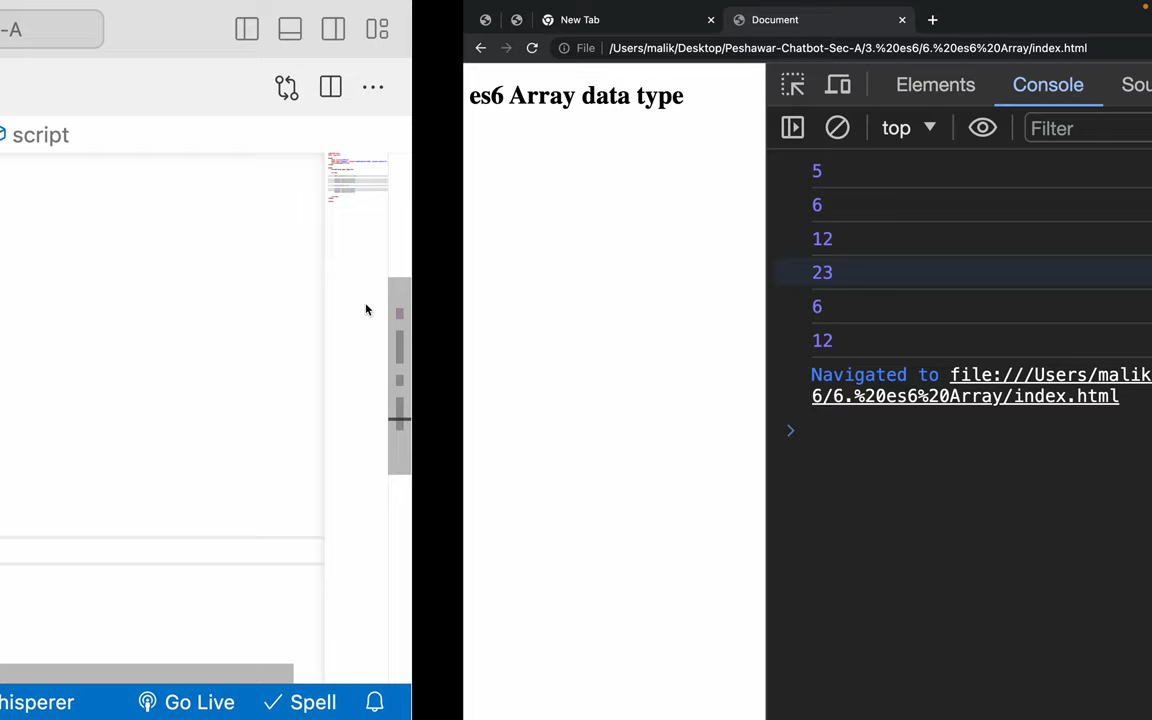 -A
script
hisperer
Go Live
Spell
New Tab
Document
File
/Users/malik/Desktop/Peshawar-Chatbot-Sec-A/3.%20es6/6.%20es6%20Array/index.html
es6 Array data type
Elements
Console
Sou
top
Filter
5
6
12
23
6
12
Navigated to file:///Users/malik
6/6.%20es6%20Array/index.html